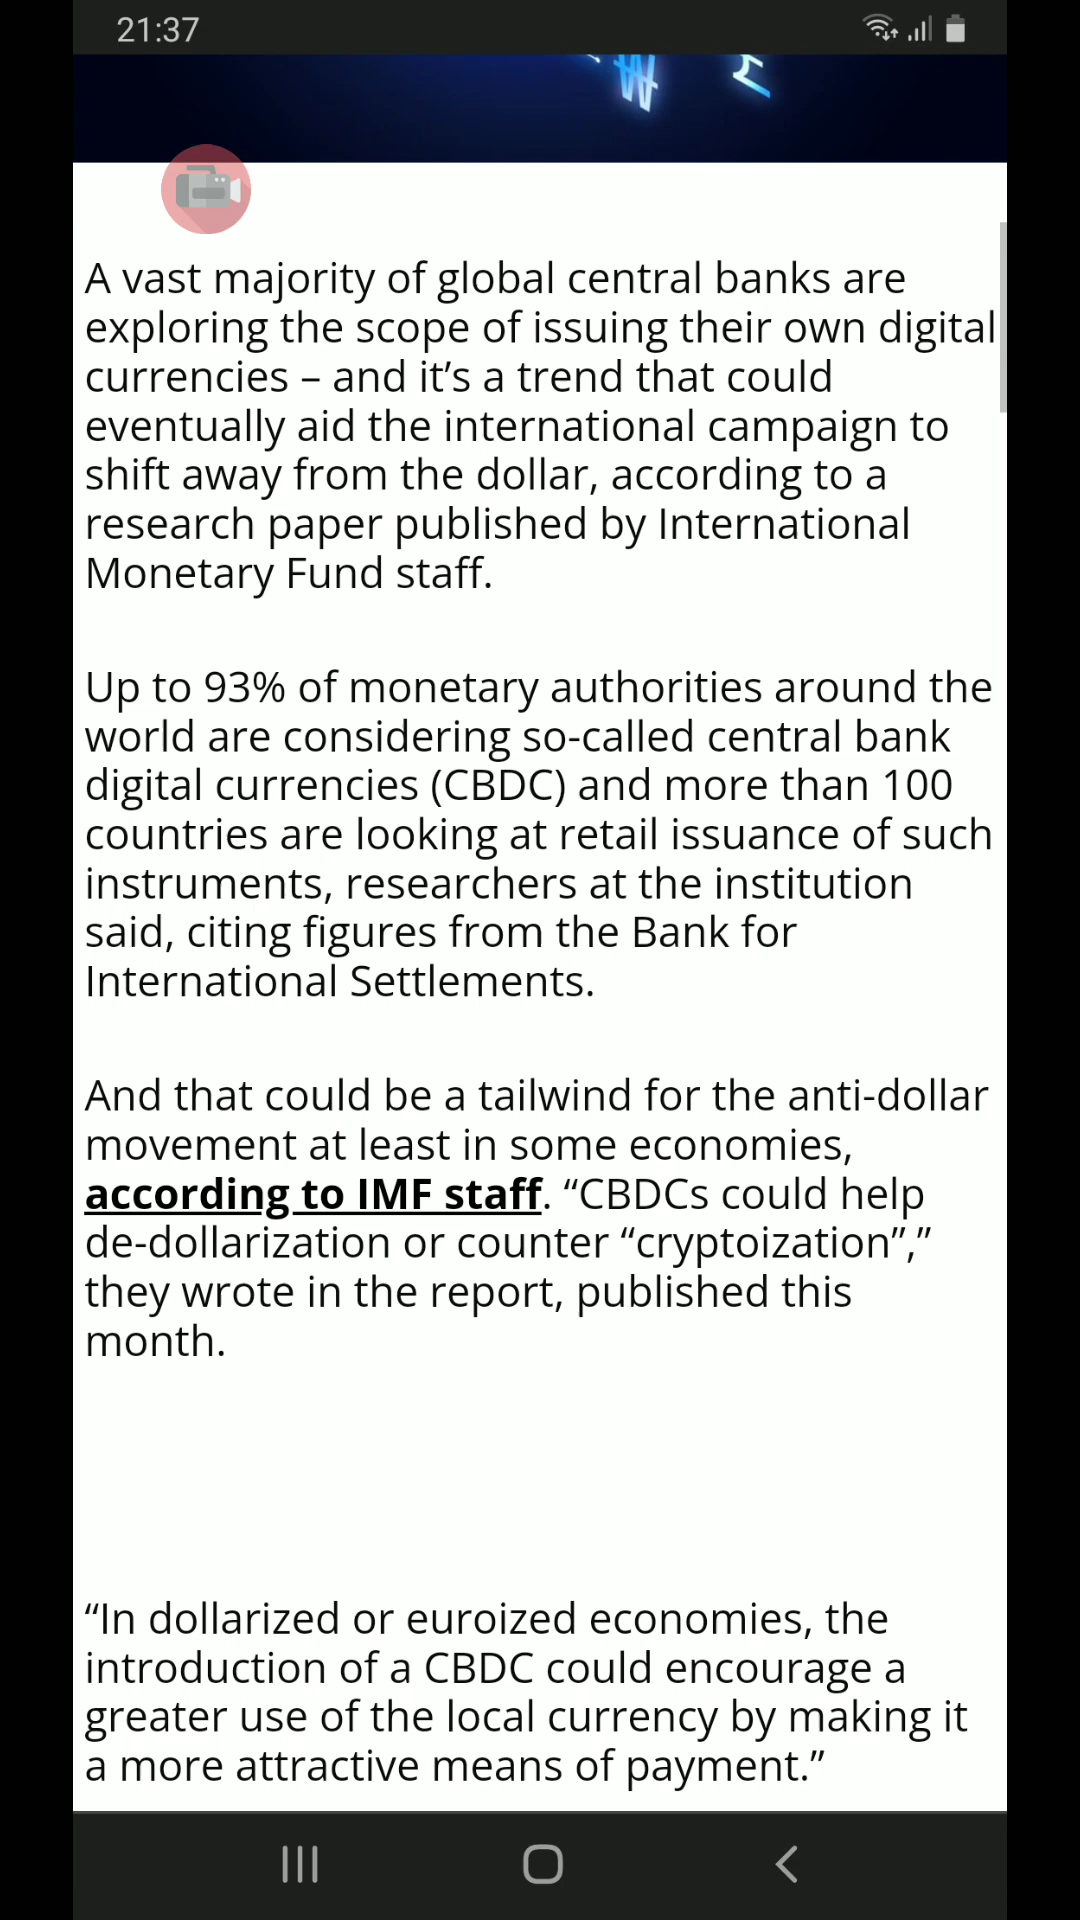 21:37
₩
A vast majority of global central banks are
exploring the scope of issuing their own digital
currencies – and it’s a trend that could
eventually aid the international campaign to
shift away from the dollar, according to a
research paper published by International
Monetary Fund staff.
Up to 93% of monetary authorities around the
world are considering so-called central bank
digital currencies (CBDC) and more than 100
countries are looking at retail issuance of such
instruments, researchers at the institution
said, citing figures from the Bank for
International Settlements.
And that could be a tailwind for the anti-dollar
movement at least in some economies,
according to IMF staff. “CBDCs could help
de-dollarization or counter “cryptoization”,”
they wrote in the report, published this
month.
“In dollarized or euroized economies, the
introduction of a CBDC could encourage a
greater use of the local currency by making it
a more attractive means of payment.”